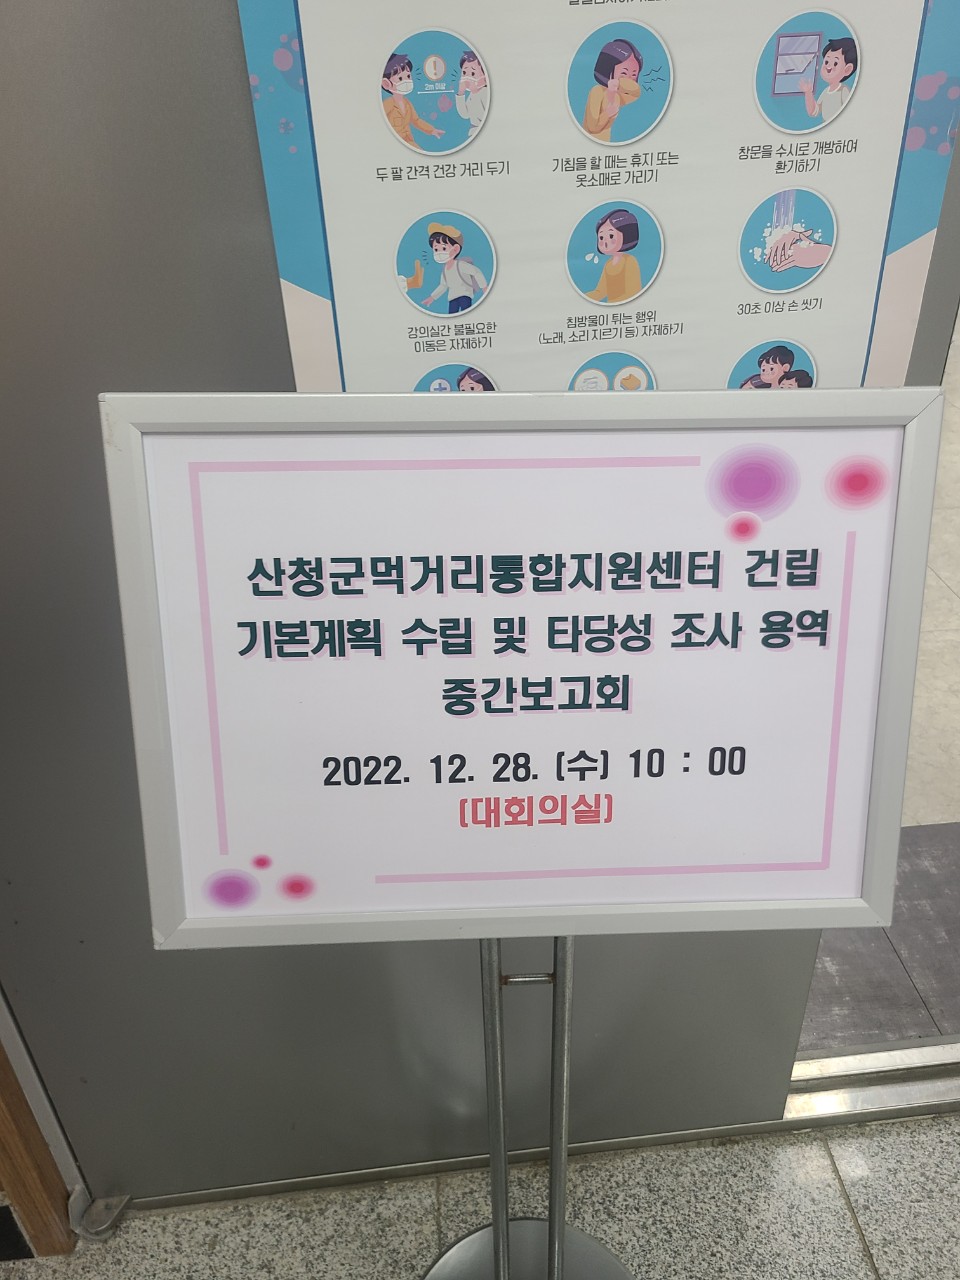 2m 이상
두 팔 간격 건강 거리 두기
기침을 할 때는 휴지 또는
옷소매로 가리기
창문을 수시로 개방하여
환기하기
강의실간 불필요한
이동은 자제하기
침방울이 튀는 행위
(노래, 소리 지르기 등) 자제하기
30초 이상 손 씻기
산청군먹거리통합지원센터 건립
기본계획 수립 및 타당성 조사 용역
중간보고회
2022. 12. 28. (수) 10 : 00
(대회의실)